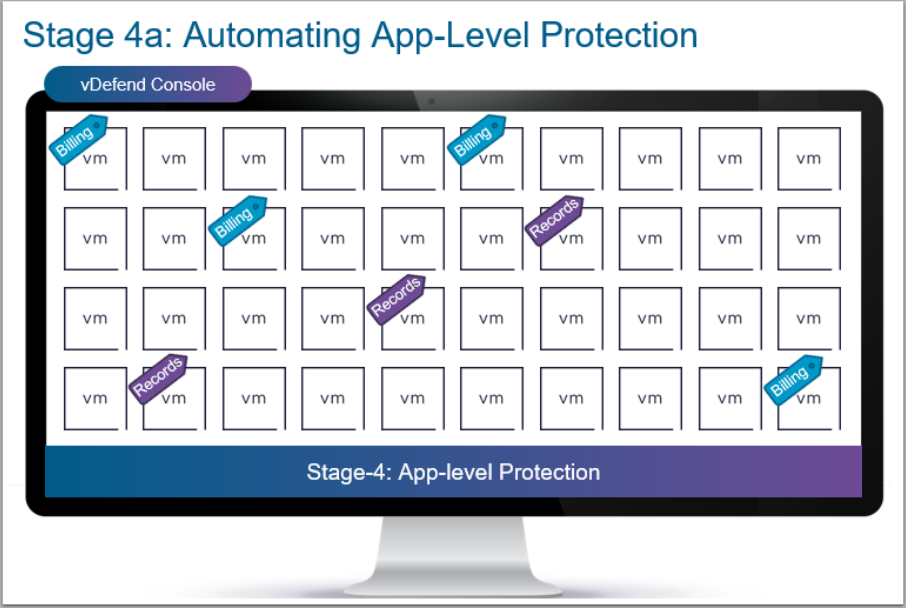 Stage 4a: Automating App-Level Protection
vDefend Console
Billing Billing
vm vm vm vm vm vm vm vm vm vm
Billing Records
vm vm vm vm vm vm vm vm vm vm
Records
vm vm vm vm vm vm vm vm vm vm
Records Billing
vm vm vm vm vm vm vm vm vm vm
Stage-4: App-level Protection